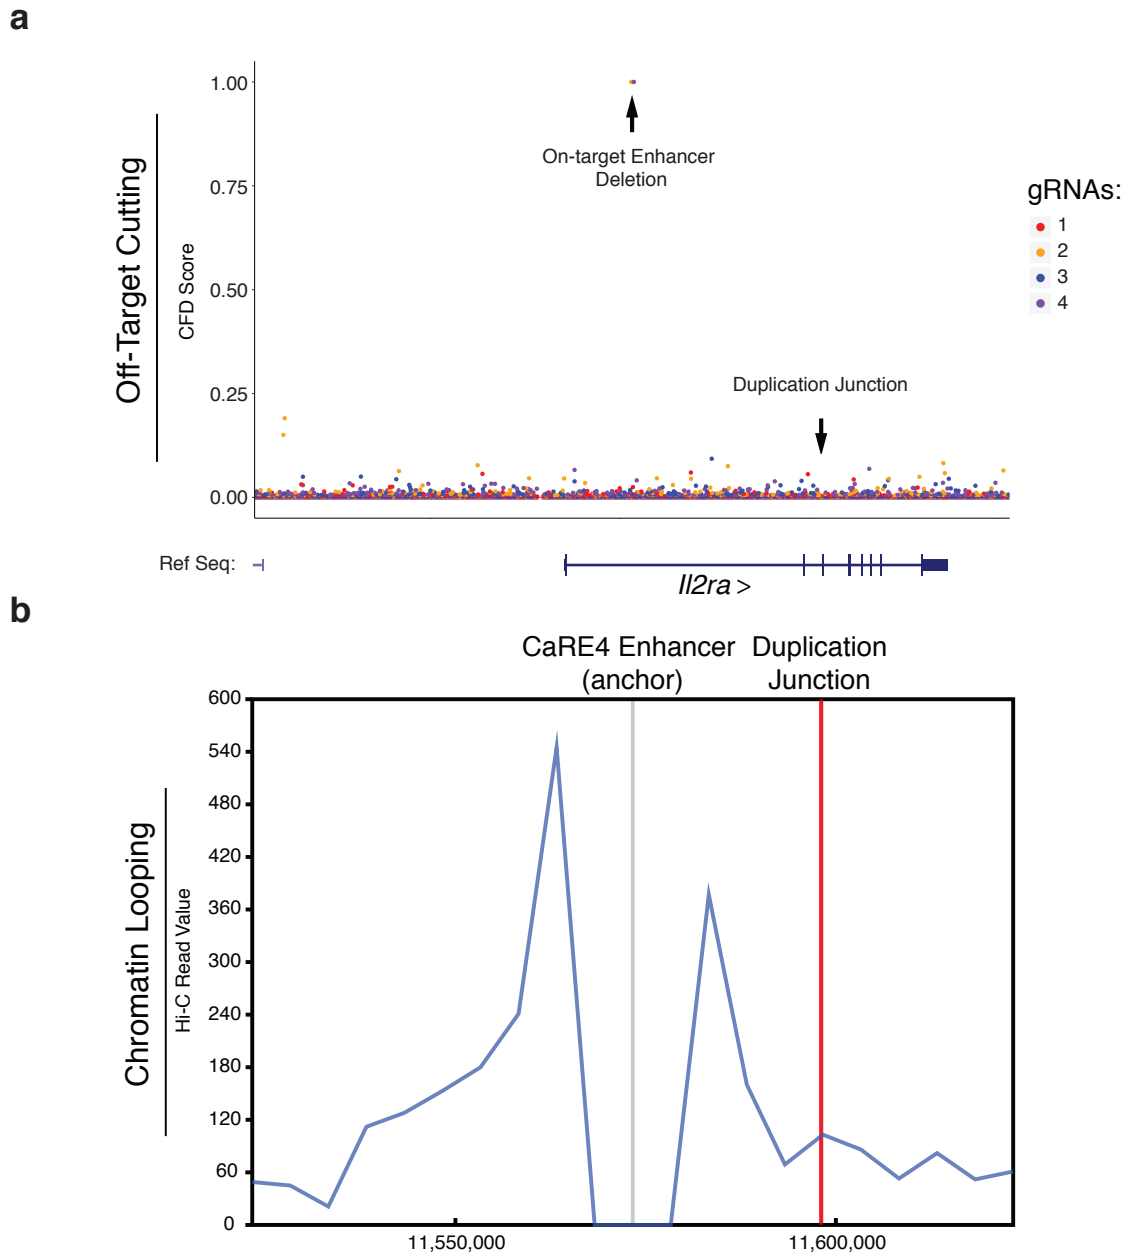 a
Off-Target Cutting
CFD Score
1.00
0.75
0.50
0.25
0.00
On-target Enhancer
Deletion
Duplication Junction
gRNAs:
1
2
3
4
Ref Seq:
Il2ra >
b
CaRE4 Enhancer
(anchor)
Duplication
Junction
Chromatin Looping
Hi-C Read Value
600
540
480
420
360
300
240
180
120
60
0
11,550,000
11,600,000